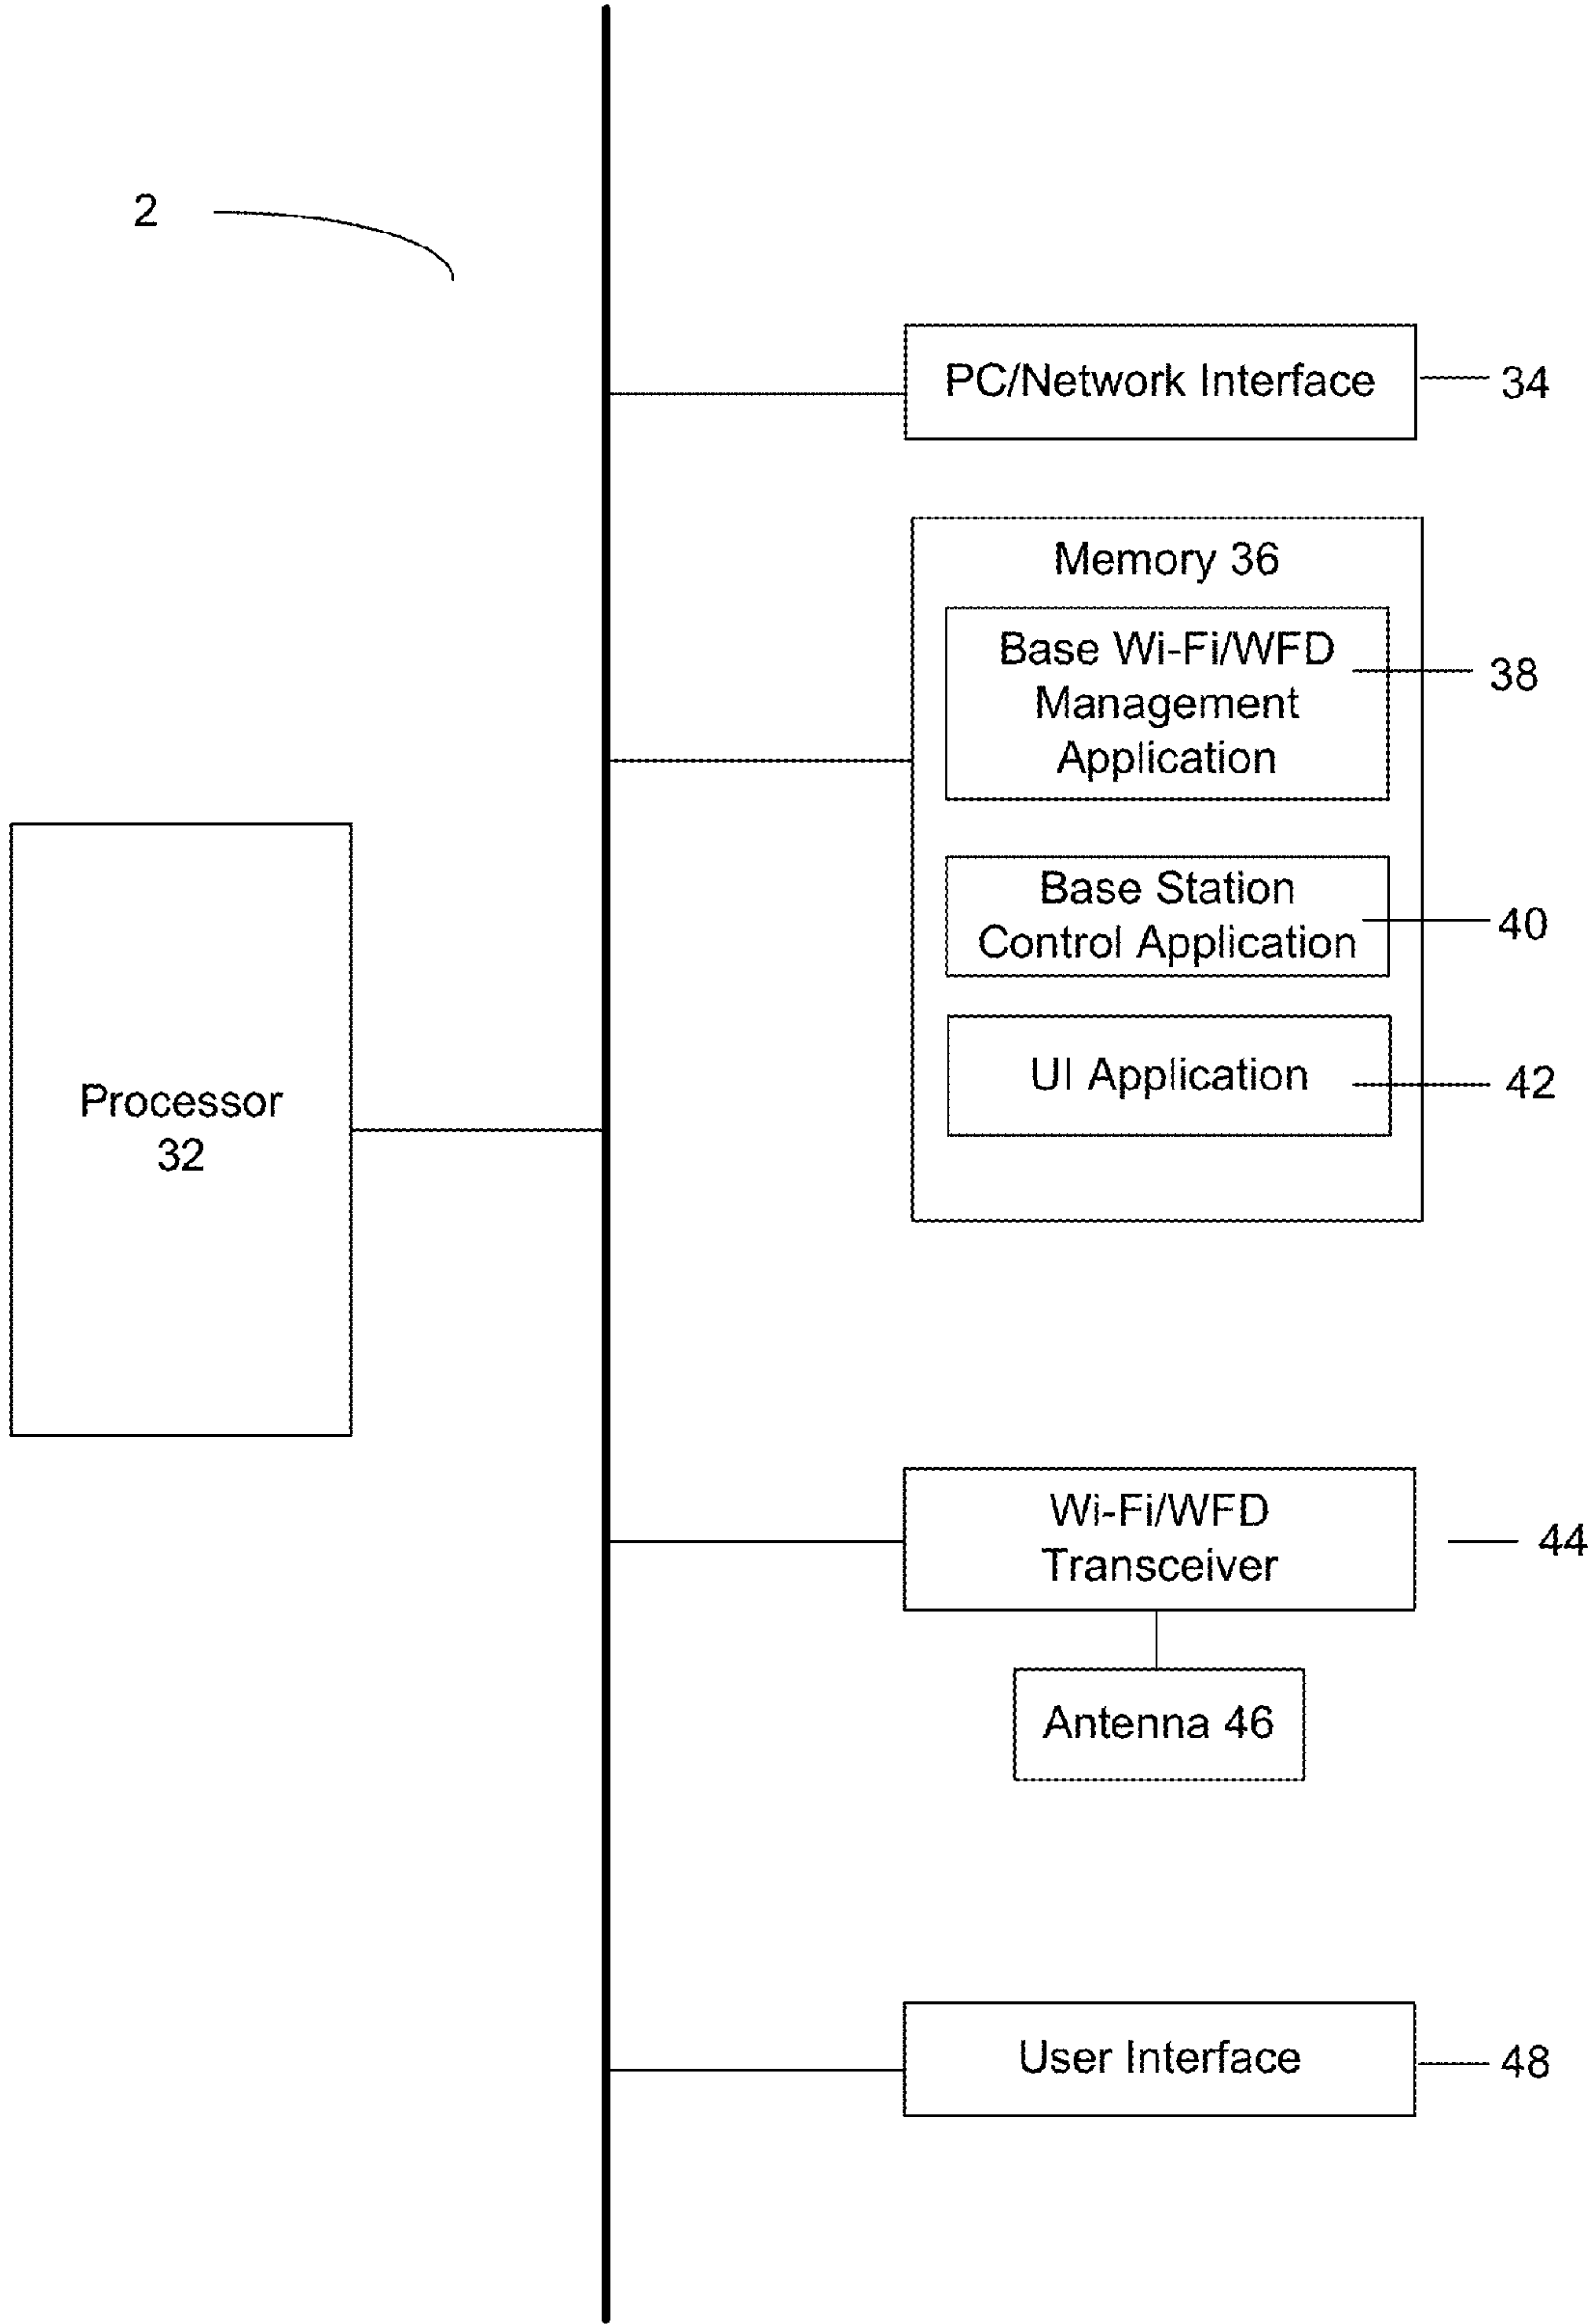 2
PC/Network Interface
34
Memory 36
Base Wi-Fi/WFD
Management
Application
38
Base Station
Control Application
40
UI Application
42
Processor
32
Wi-Fi/WFD
Transceiver
44
Antenna 46
User Interface
48